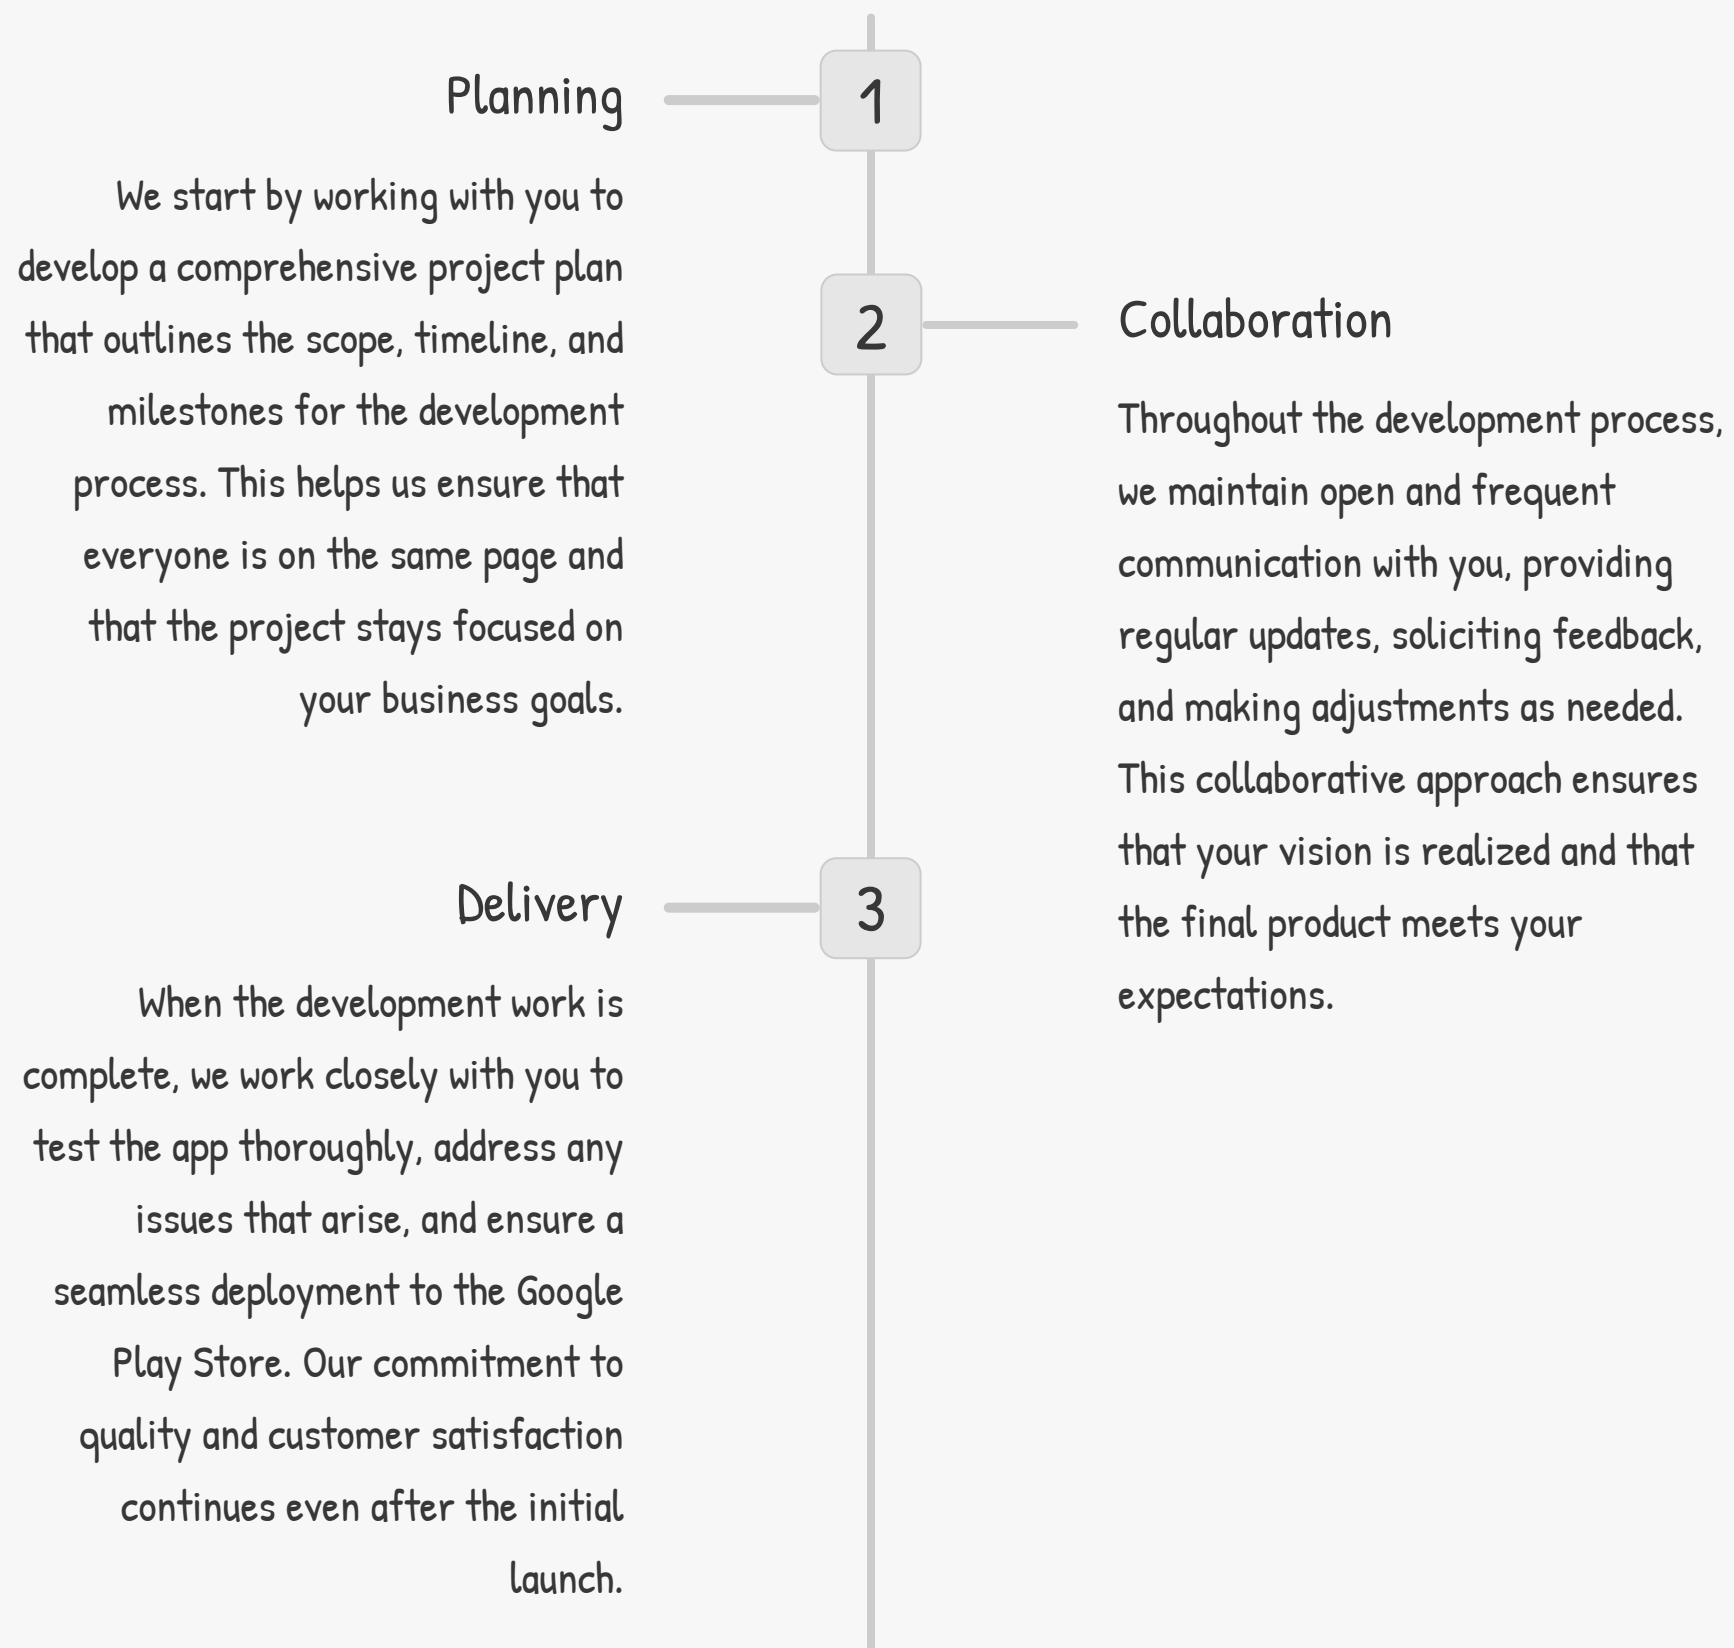 1
Planning
We start by working with you to
develop a comprehensive project plan
that outlines the scope, timeline, and
milestones for the development
process. This helps us ensure that
everyone is on the same page and
that the project stays focused on
your business goals.
2
Collaboration
Throughout the development process,
we maintain open and frequent
communication with you, providing
regular updates, soliciting feedback,
and making adjustments as needed.
This collaborative approach ensures
that your vision is realized and that
the final product meets your
expectations.
3
Delivery
When the development work is
complete, we work closely with you to
test the app thoroughly, address any
issues that arise, and ensure a
seamless deployment to the Google
Play Store. Our commitment to
quality and customer satisfaction
continues even after the initial
launch.